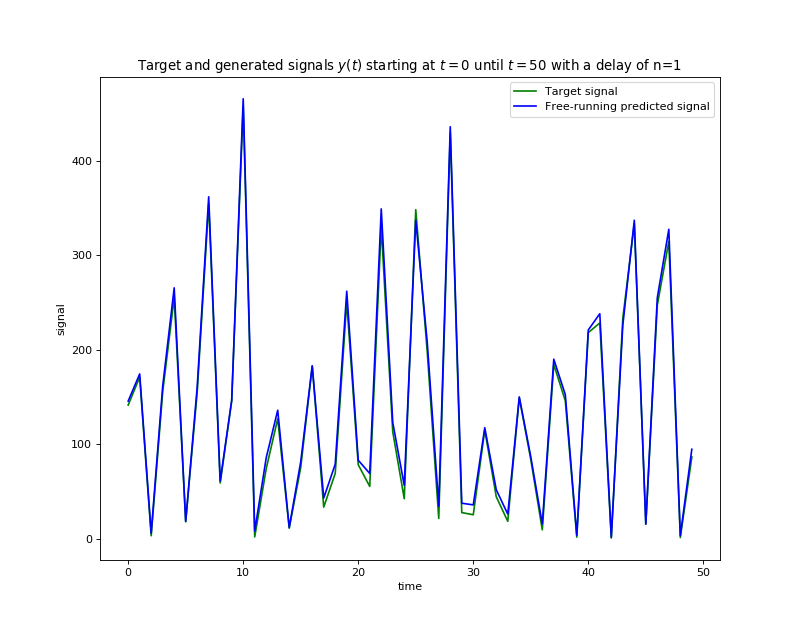 Target and generated signals y(t) starting at t = 0 until t = 50 with a delay of n=1
Target signal
Free-running predicted signal
signal
400
300
200
100
0
0 10 20 30 40 50
time